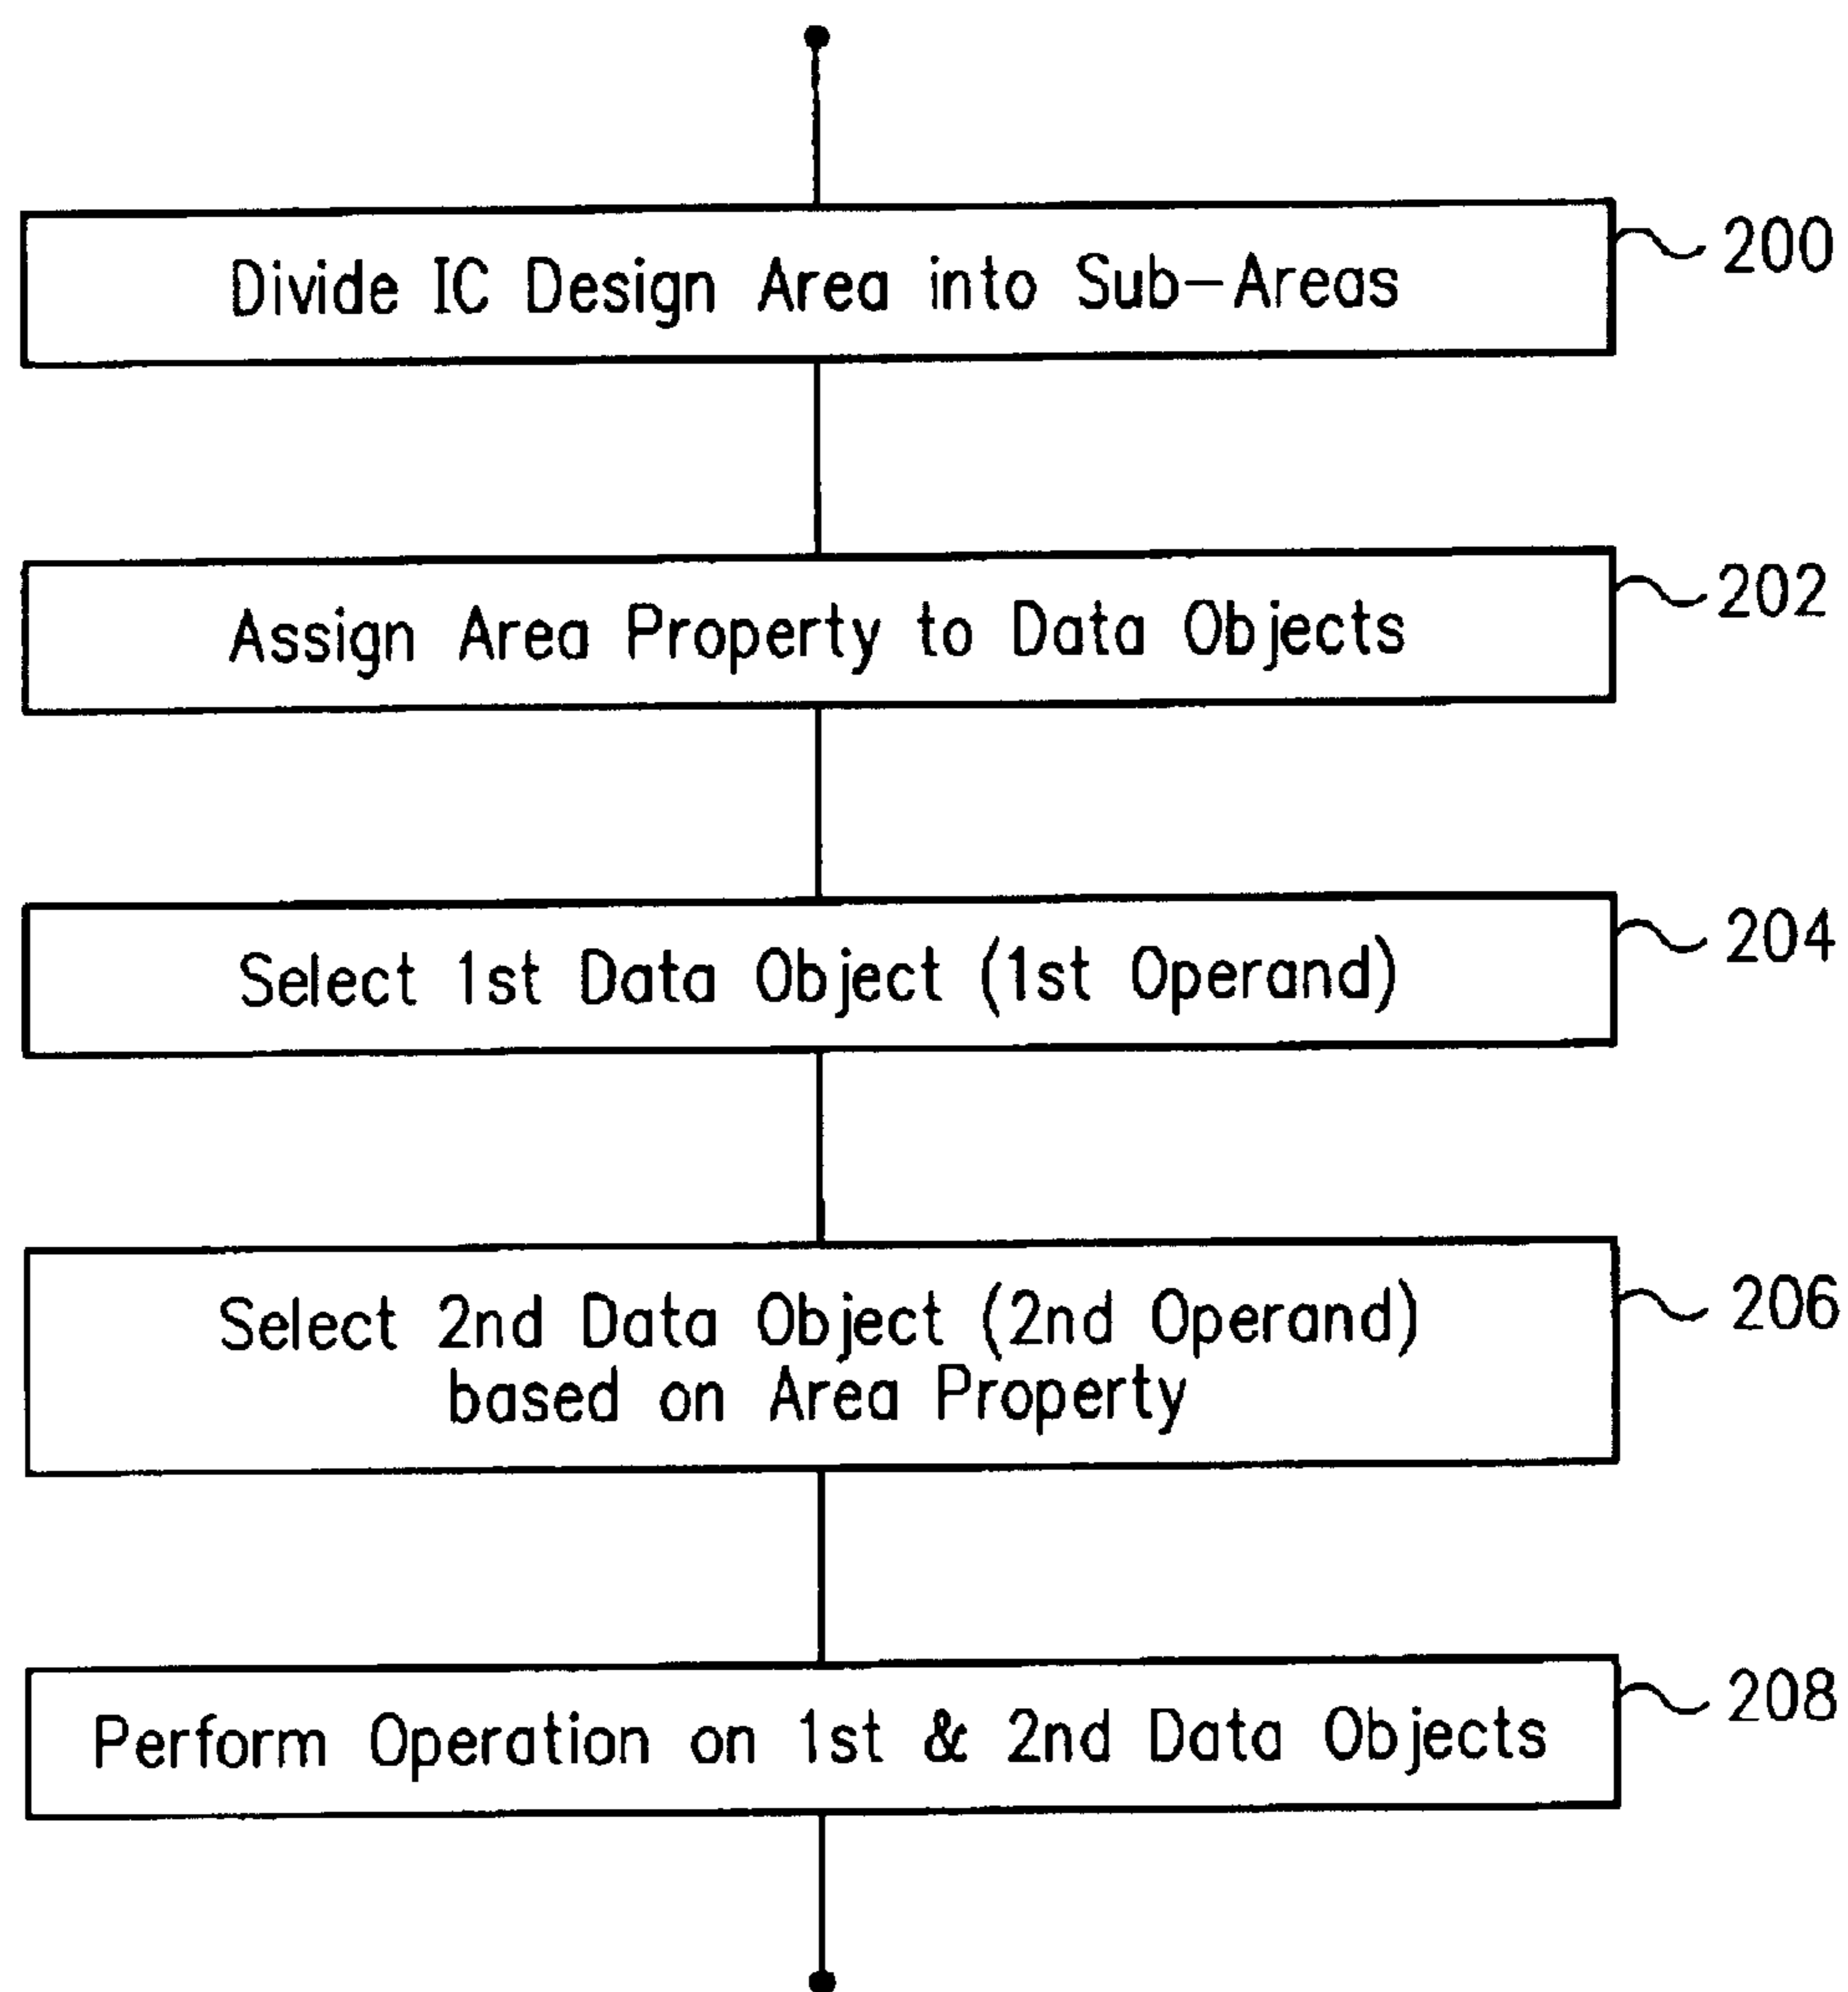 Divide IC Design Area into Sub-Areas
200
Assign Area Property to Data Objects
202
Select 1st Data Object (1st Operand)
204
Select 2nd Data Object (2nd Operand)
based on Area Property
206
Perform Operation on 1st & 2nd Data Objects
208